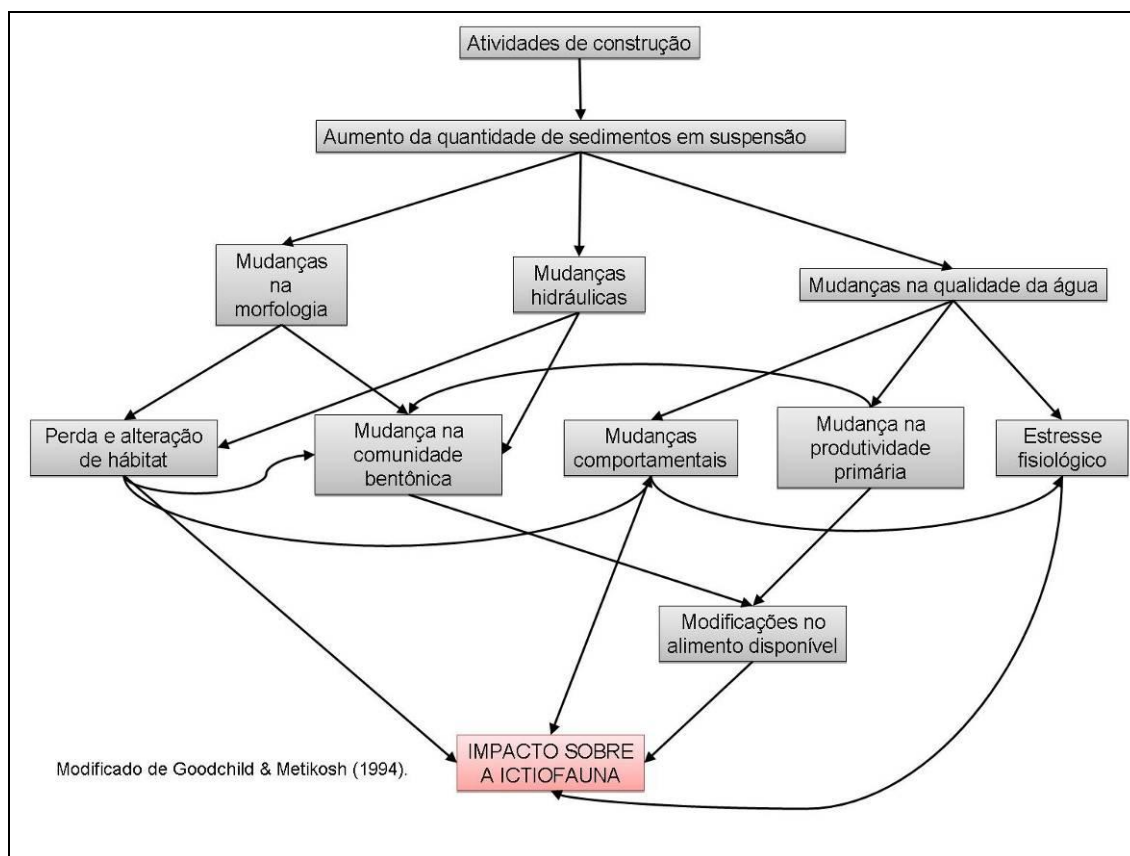 Atividades de construção
Aumento da quantidade de sedimentos em suspensão
Mudanças
na
morfologia
Mudanças
hidráulicas
Mudanças na qualidade da água
Perda e alteração
de hábitat
Mudança na
comunidade
bentônica
Mudanças
comportamentais
Mudança na
produtividade
primária
Estresse
fisiológico
Modificações no
alimento disponível
IMPACTO SOBRE
A ICTIOFAUNA
Modificado de Goodchild & Metikosh (1994).